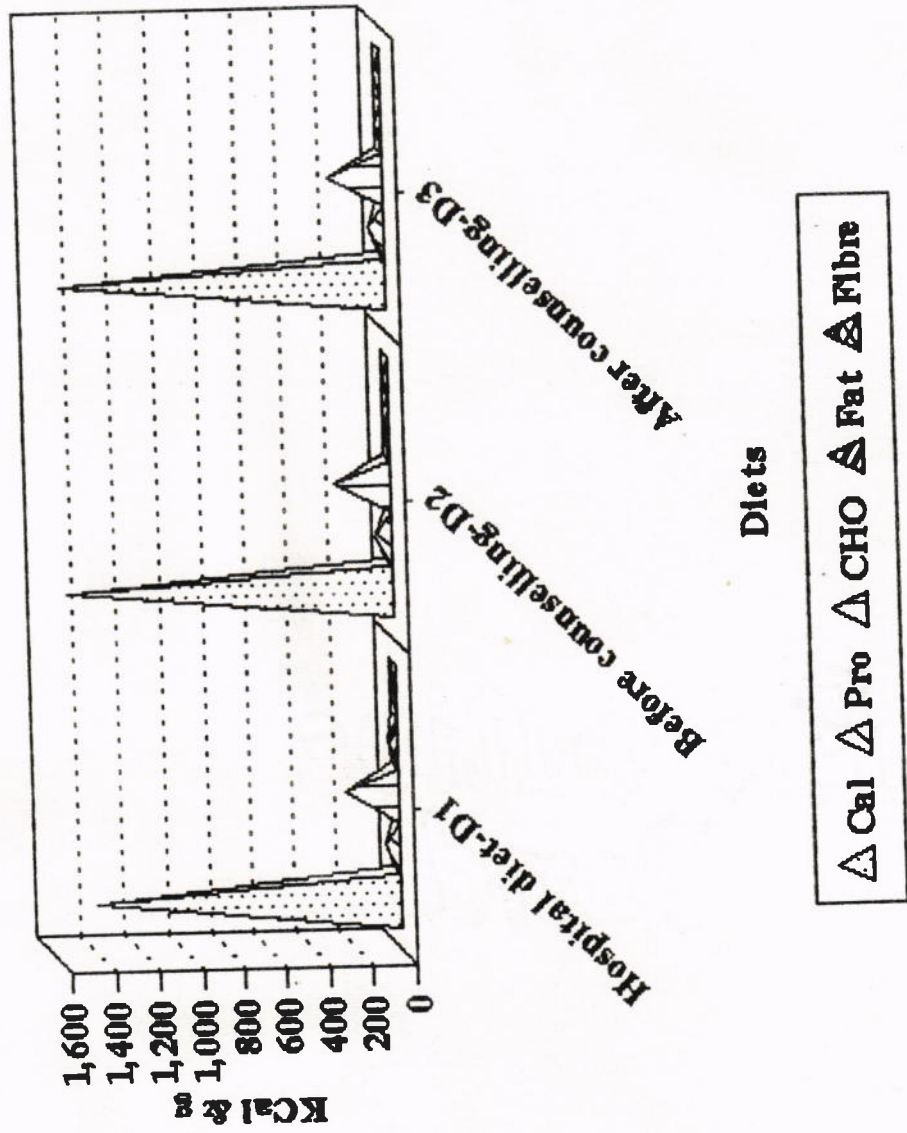 KCal & g
1,600
1,400
1,200
1,000
800
600
400
200
0
Hospital diet-D1
Before counselling-D2
After counselling-D3
Diets
Cal Pro CHO Fat Fibre